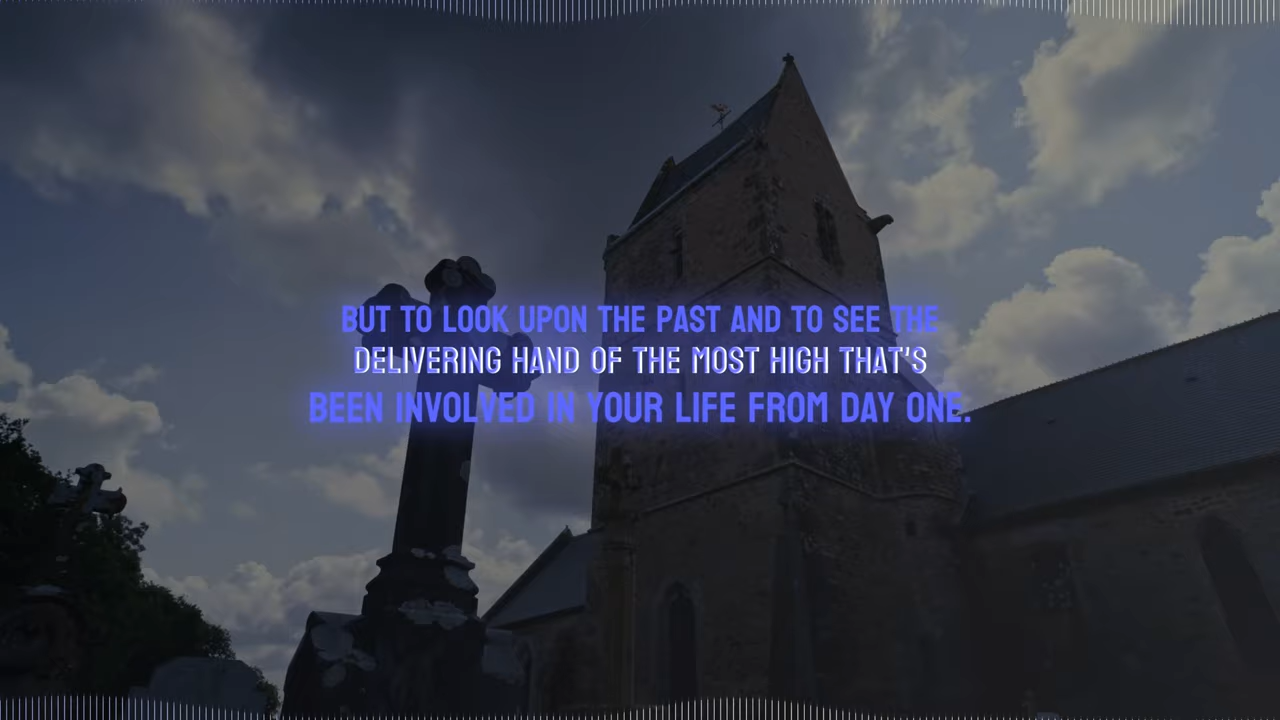 BUT TO LOOK UPON THE PAST AND TO SEE THE
DELIVERING HAND OF THE MOST HIGH THAT'S
BEEN INVOLVED IN YOUR LIFE FROM DAY ONE.